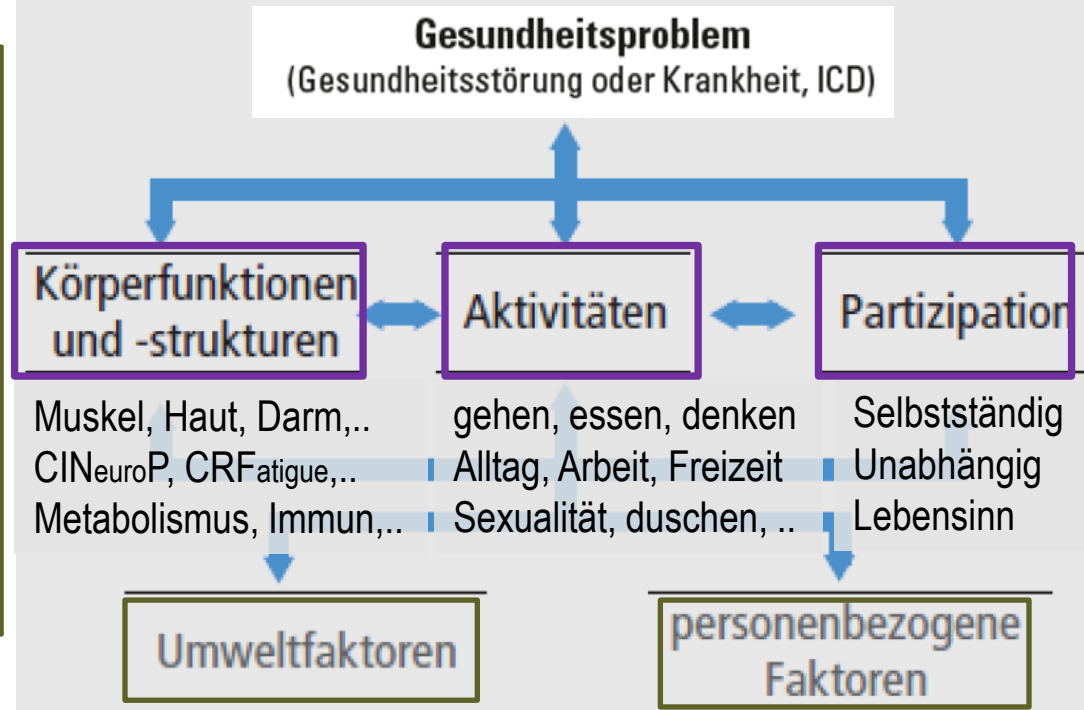 Gesundheitsproblem
(Gesundheitsstörung oder Krankheit, ICD)
Körperfunktionen
und -strukturen
Aktivitäten
Partizipation
Muskel, Haut, Darm,..
CINeuroP, CRFatigue,..
Metabolismus, Immun,..
gehen, essen, denken
Alltag, Arbeit, Freizeit
Sexualität, duschen, ..
Selbstständig
Unabhängig
Lebensinn
Umweltfaktoren
personenbezogene
Faktoren